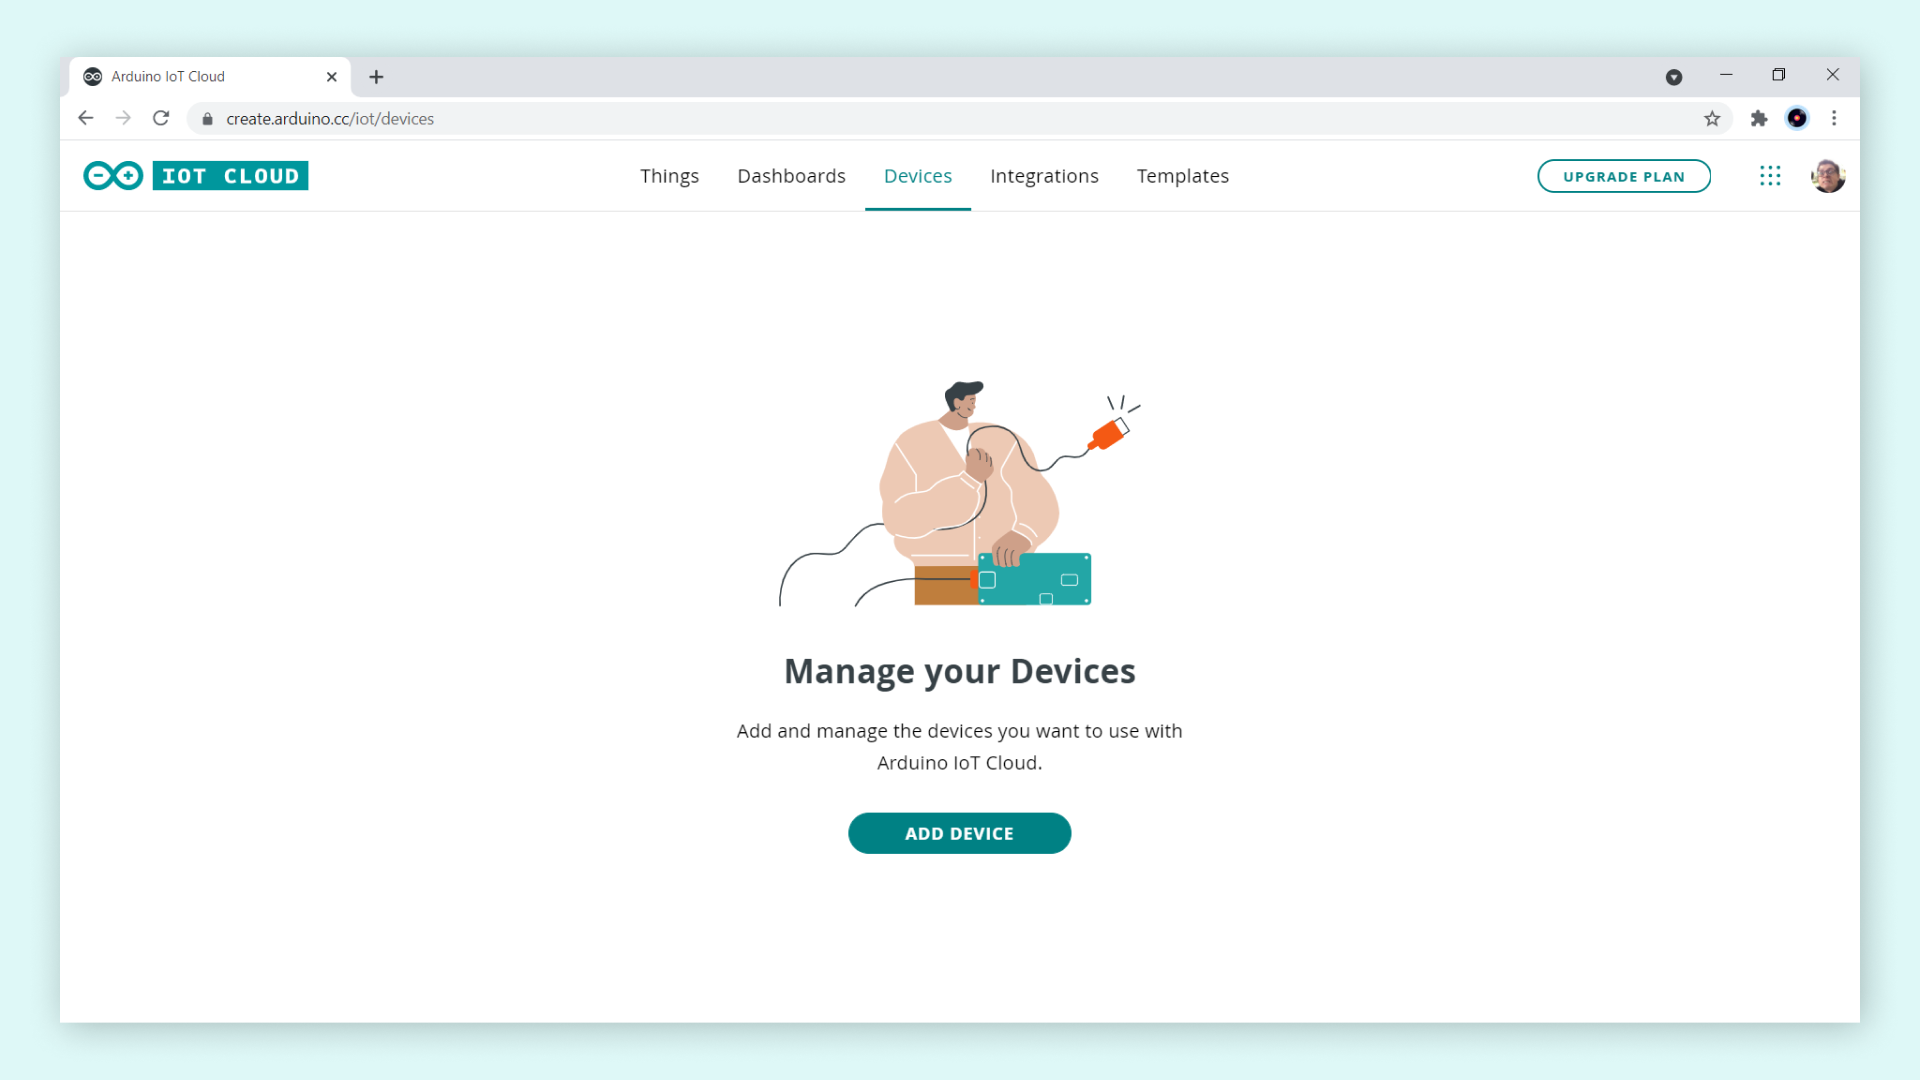 Arduino IoT Cloud
create.arduino.cc/iot/devices
IOT CLOUD
Things
Dashboards
Devices
Integrations
Templates
UPGRADE PLAN
Manage your Devices
Add and manage the devices you want to use with
Arduino IoT Cloud.
ADD DEVICE